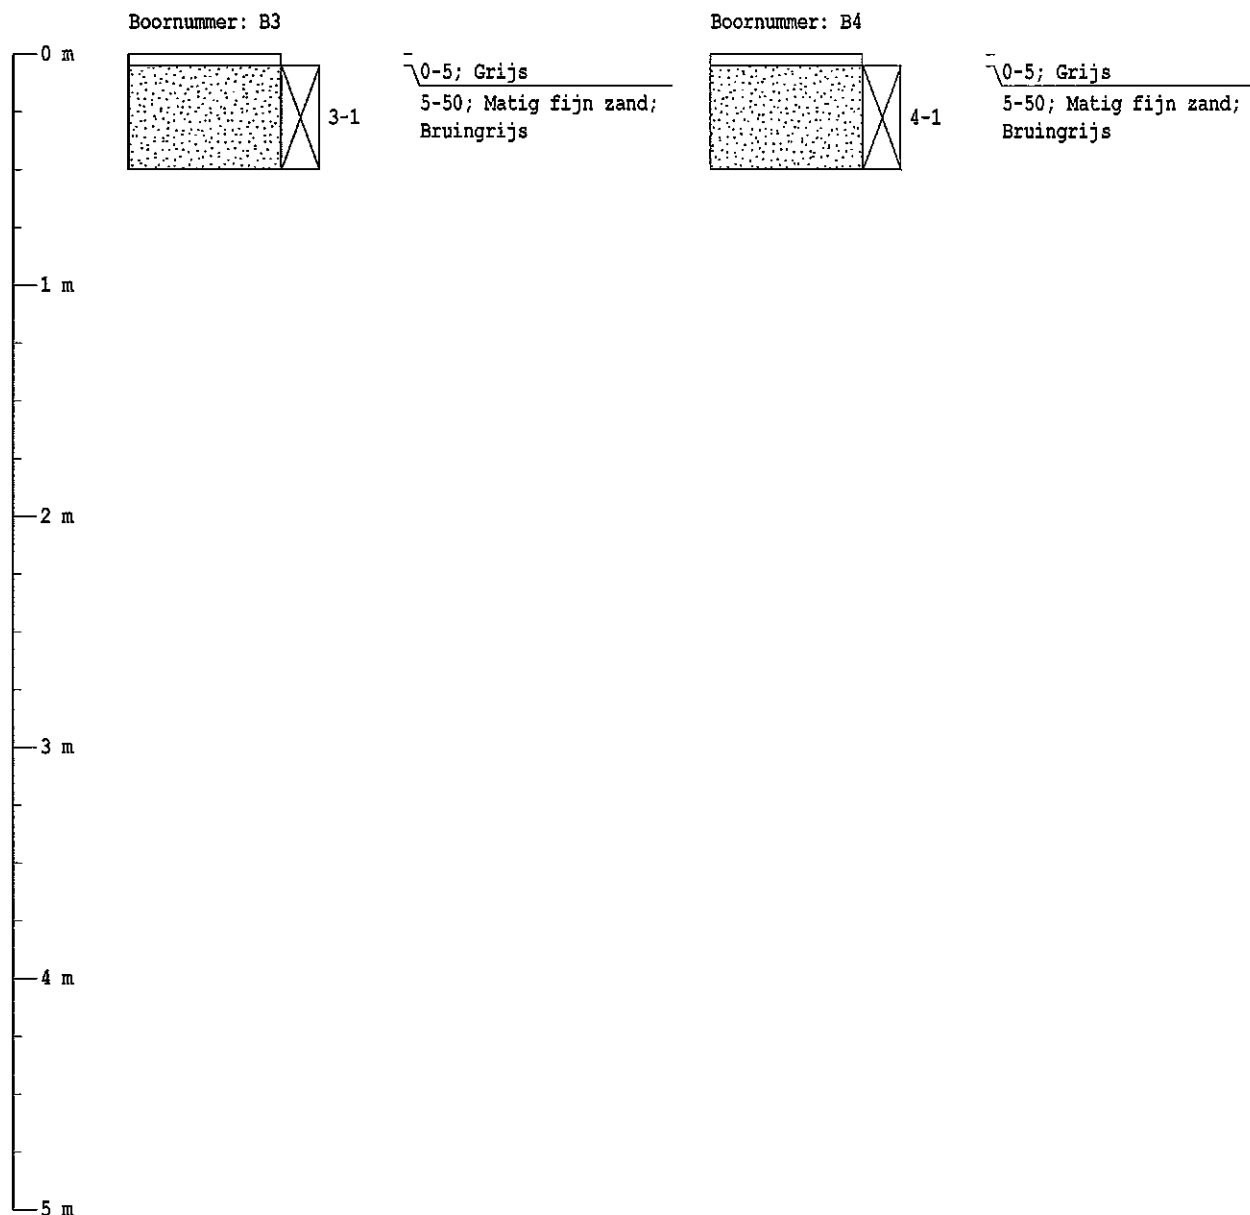 Boornummer: B3
0-5; Grijs
5-50; Matig fijn zand;
Bruingrijs
3-1
Boornummer: B4
0-5; Grijs
5-50; Matig fijn zand;
Bruingrijs
4-1
0 m
1 m
2 m
3 m
4 m
5 m